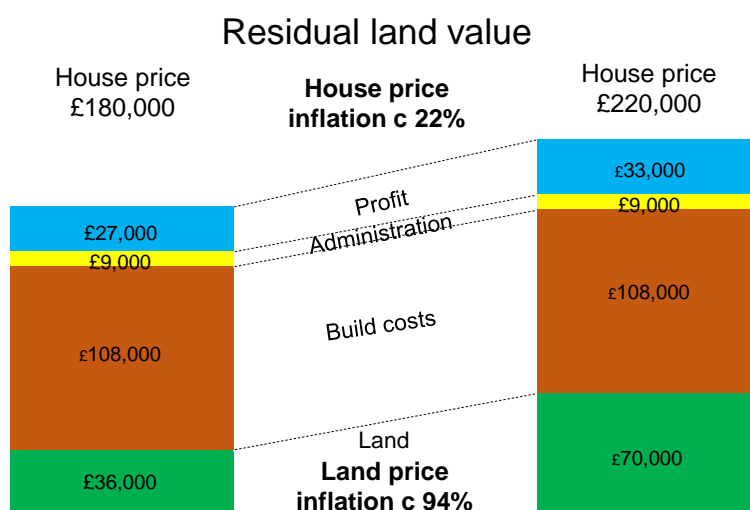 Residual land value
House price
£180,000
House price
inflation c 22%
House price
£220,000
£27,000
£9,000
£108,000
£36,000
Profit
Administration
Build costs
Land
Land price
inflation c 94%
£33,000
£9,000
£108,000
£70,000